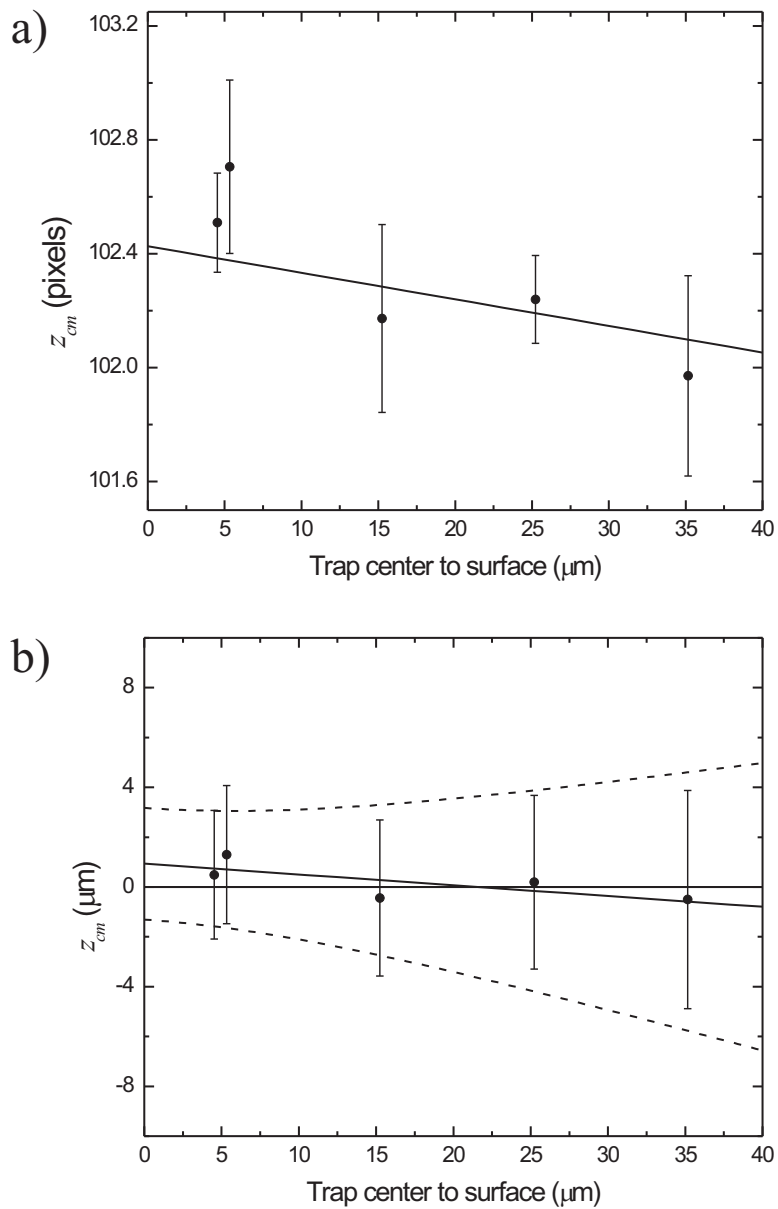 a)
103.2
102.8
102.4
102.0
101.6
z_cm (pixels)
0 5 10 15 20 25 30 35 40
Trap center to surface (μm)
b)
8
4
0
-4
-8
z_cm (μm)
0 5 10 15 20 25 30 35 40
Trap center to surface (μm)